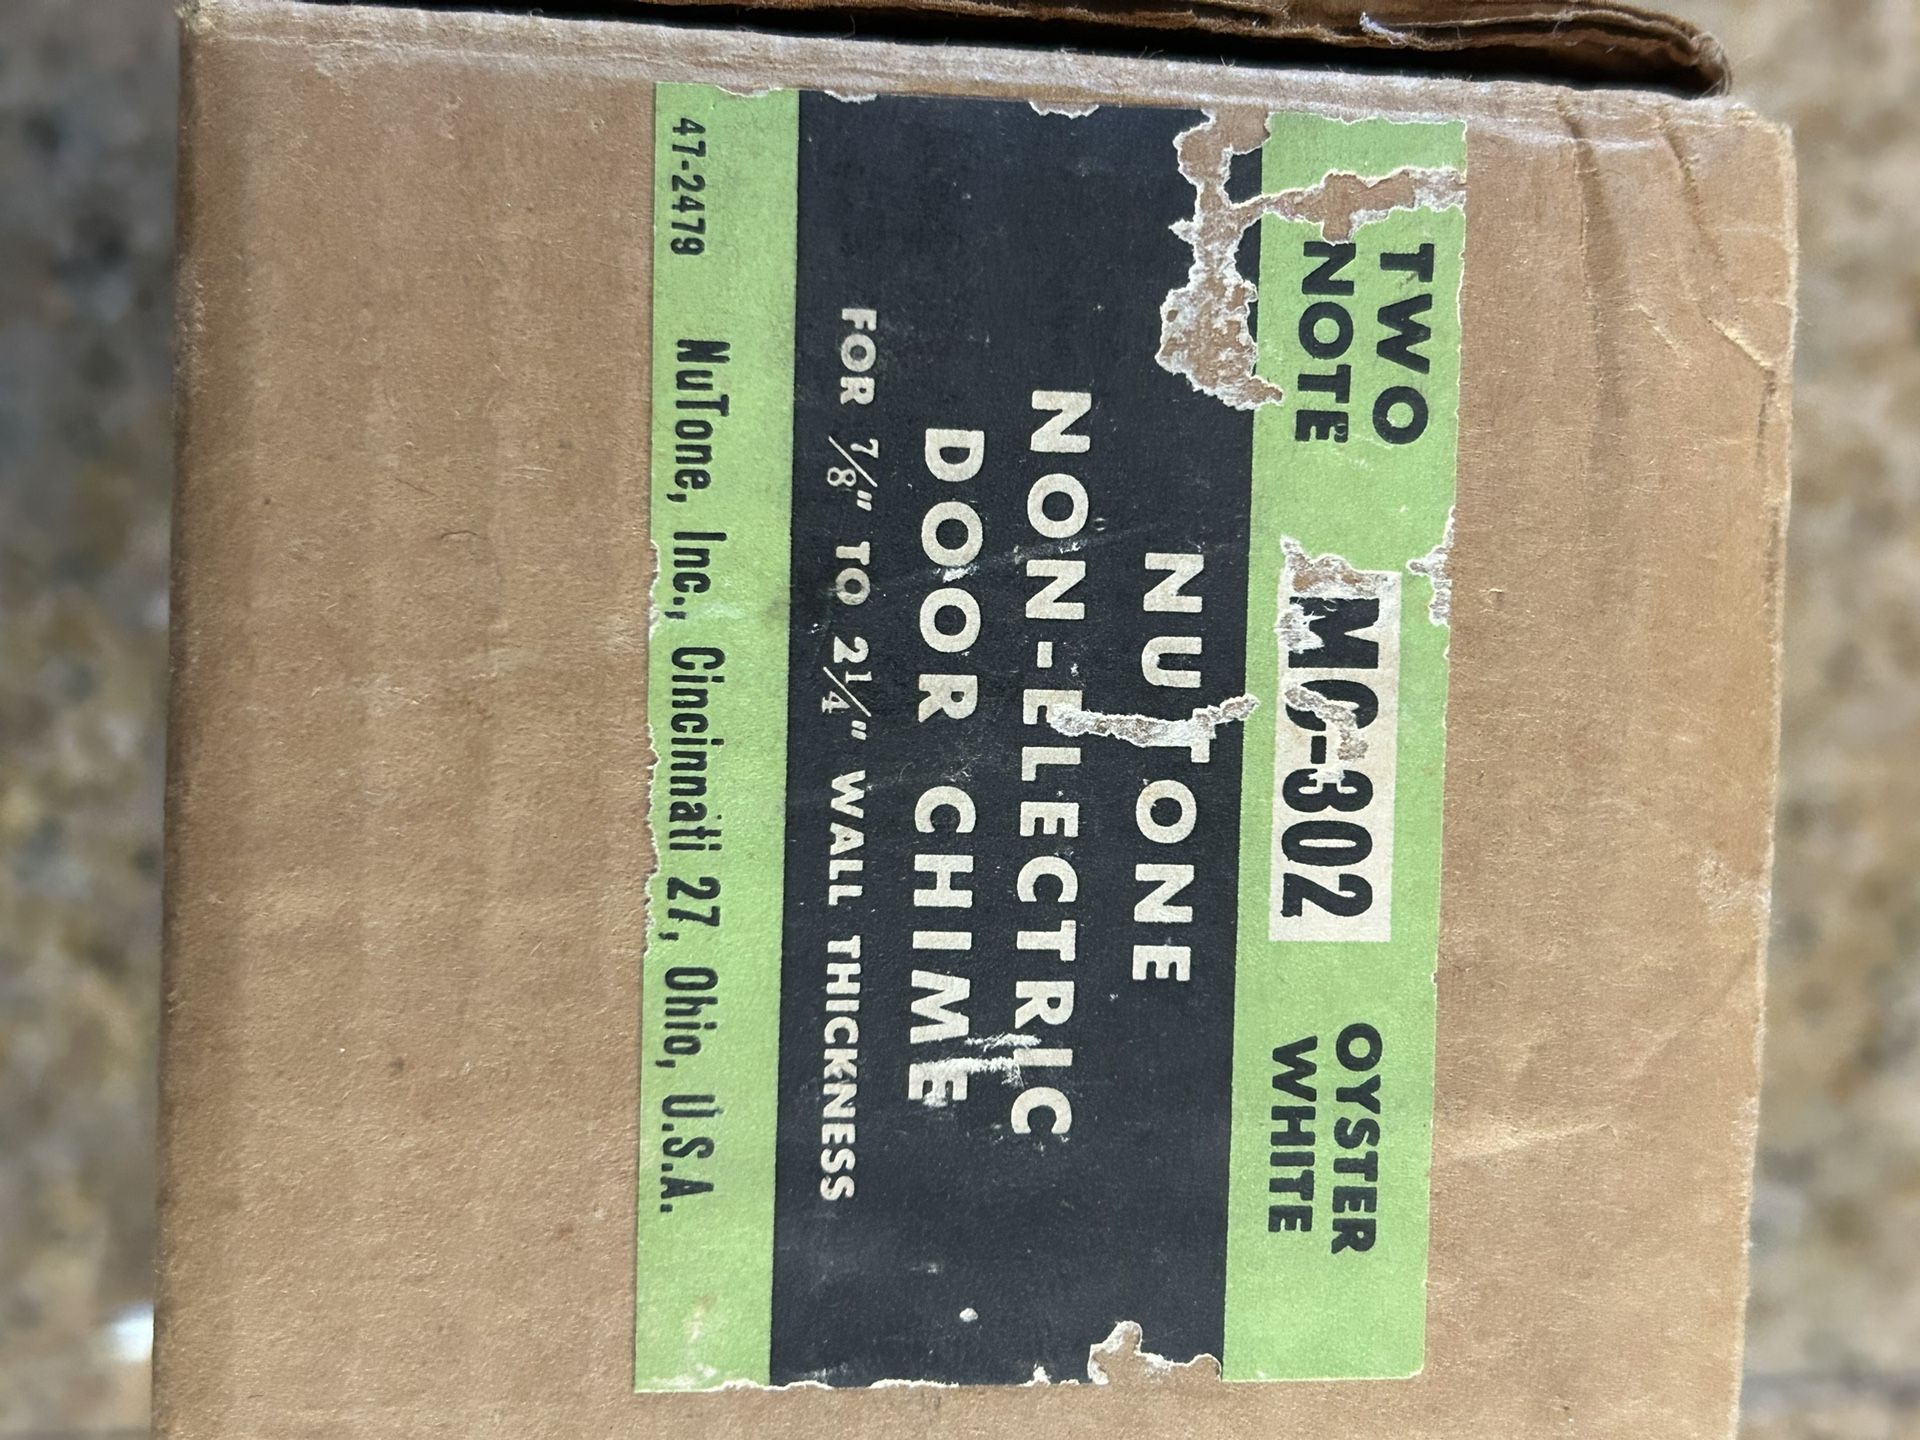 TWO
NOTE
MC-302
OYSTER
WHITE
NUTONE
NON-ELECTRIC
DOOR CHIME
FOR 7/8" TO 2 1/4" WALL THICKNESS
47-2479 NuTone, Inc., Cincinnati 27, Ohio, U.S.A.